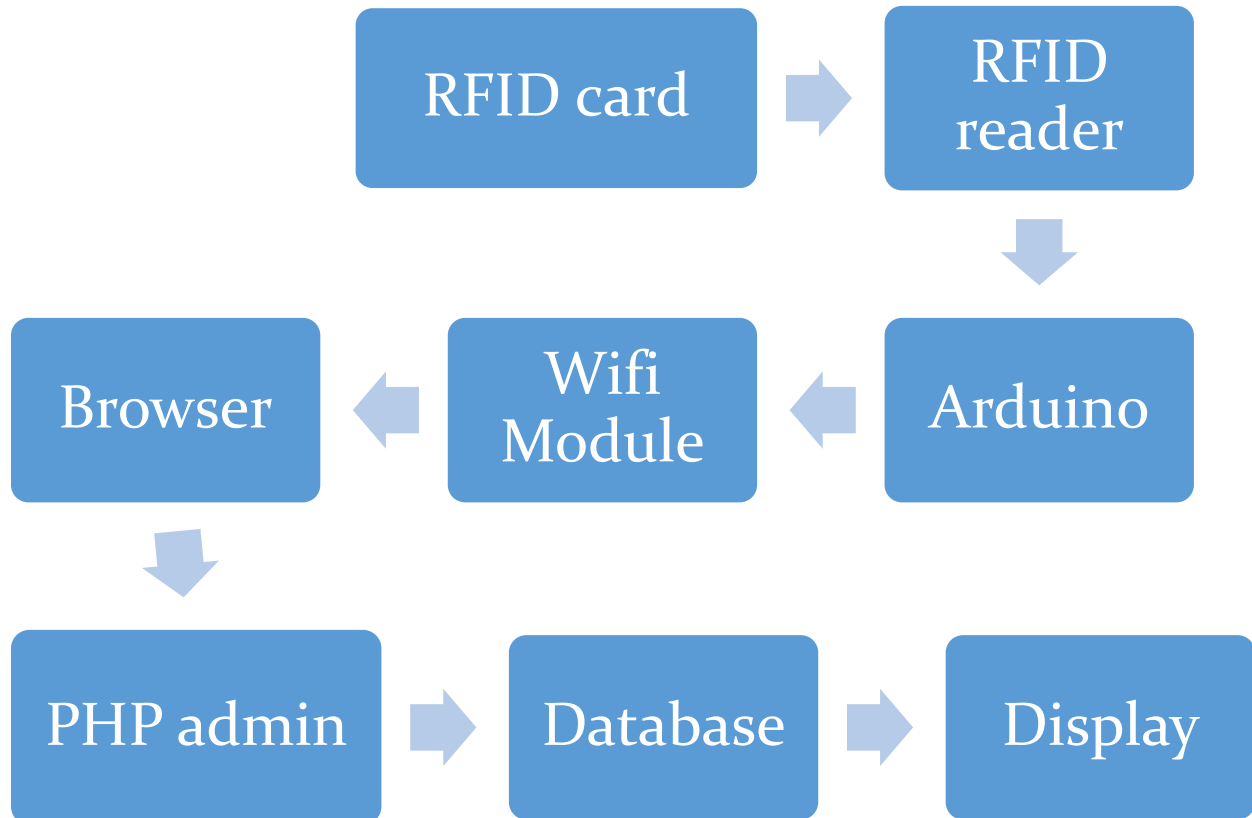 RFID card
RFID
reader
Arduino
Wifi
Module
Browser
PHP admin
Database
Display